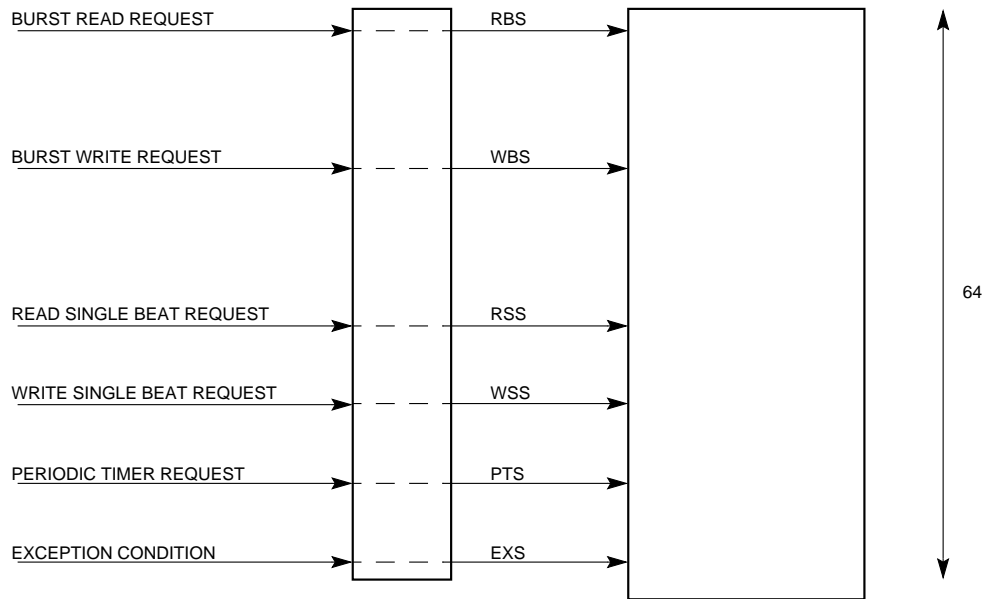 BURST READ REQUEST RBS
BURST WRITE REQUEST WBS
64
READ SINGLE BEAT REQUEST RSS
WRITE SINGLE BEAT REQUEST WSS
PERIODIC TIMER REQUEST PTS
EXCEPTION CONDITION EXS